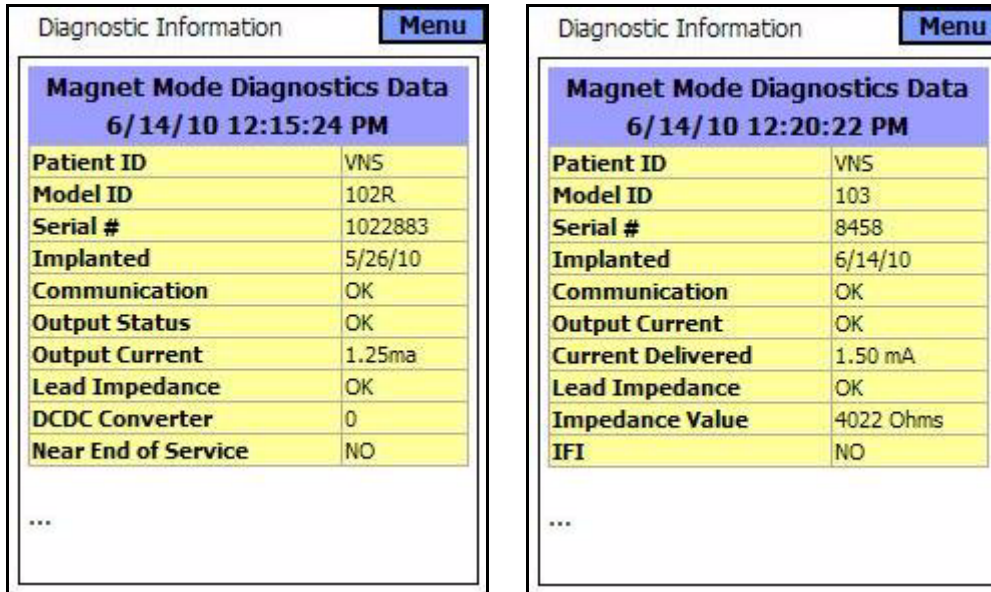 Diagnostic Information Menu
Magnet Mode Diagnostics Data
6/14/10 12:15:24 PM
Patient ID VNS
Model ID 102R
Serial # 1022883
Implanted 5/26/10
Communication OK
Output Status OK
Output Current 1.25ma
Lead Impedance OK
DCDC Converter 0
Near End of Service NO
...
Diagnostic Information Menu
Magnet Mode Diagnostics Data
6/14/10 12:20:22 PM
Patient ID VNS
Model ID 103
Serial # 8458
Implanted 6/14/10
Communication OK
Output Current OK
Current Delivered 1.50 mA
Lead Impedance OK
Impedance Value 4022 Ohms
IFI NO
...